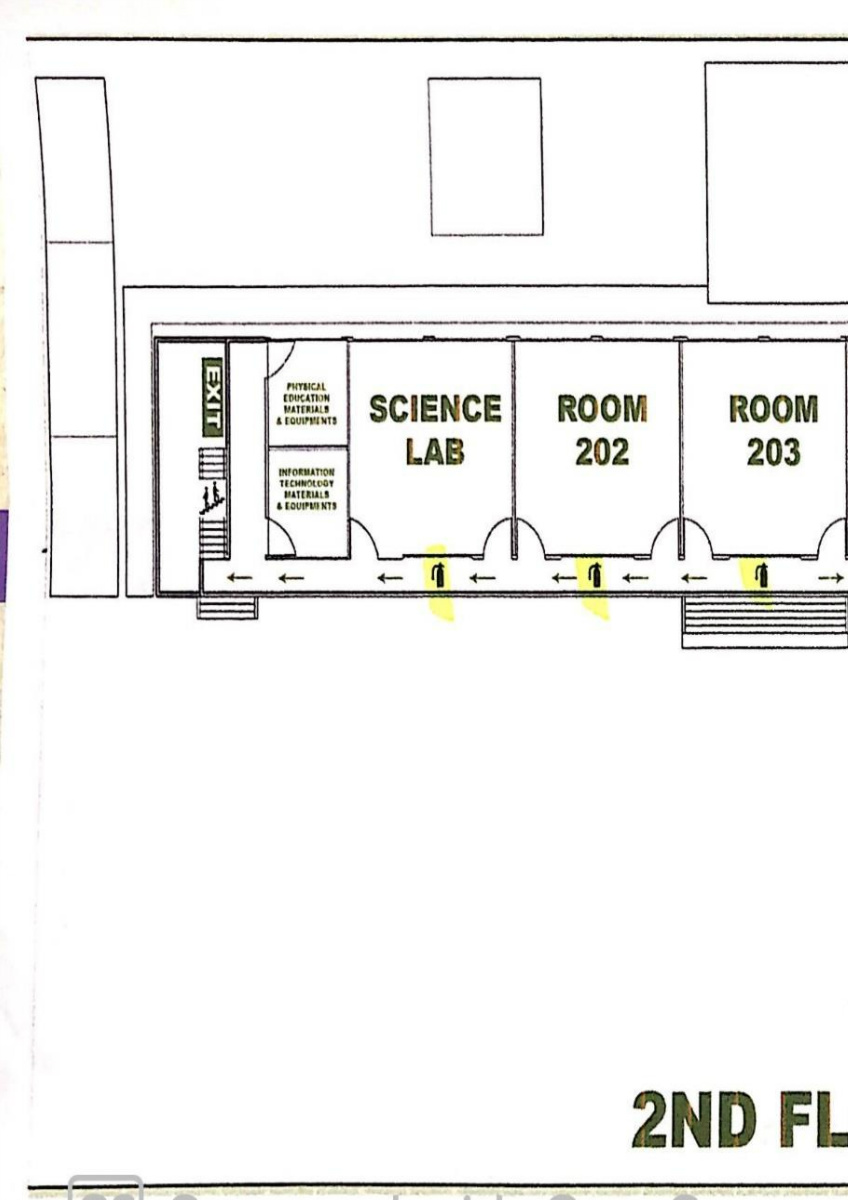 EXIT
PHYSICAL
EDUCATION
MATERIALS
& EQUIPMENTS
INFORMATION
TECHNOLOGY
MATERIALS
& EQUIPMENTS
SCIENCE
LAB
ROOM
202
ROOM
203
2ND FL